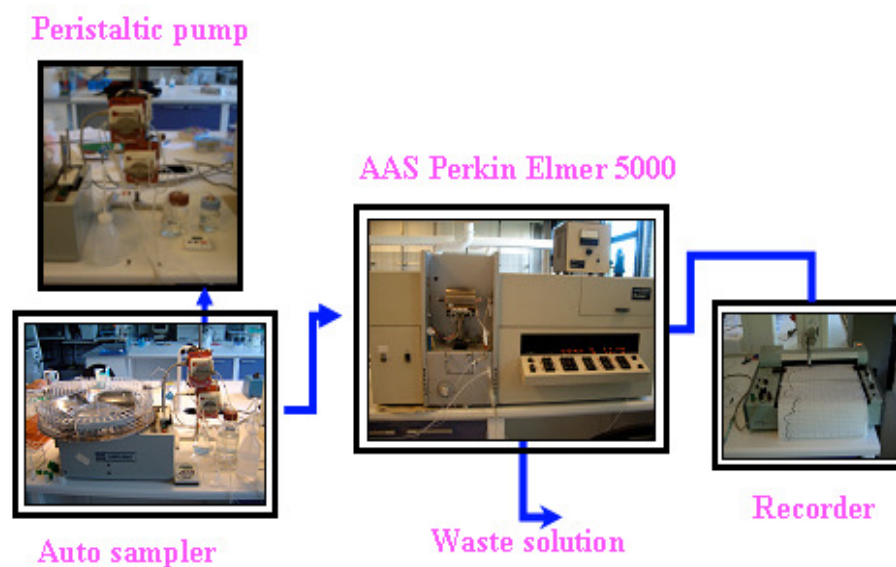 Peristaltic pump
AAS Perkin Elmer 5000
Recorder
Waste solution
Auto sampler